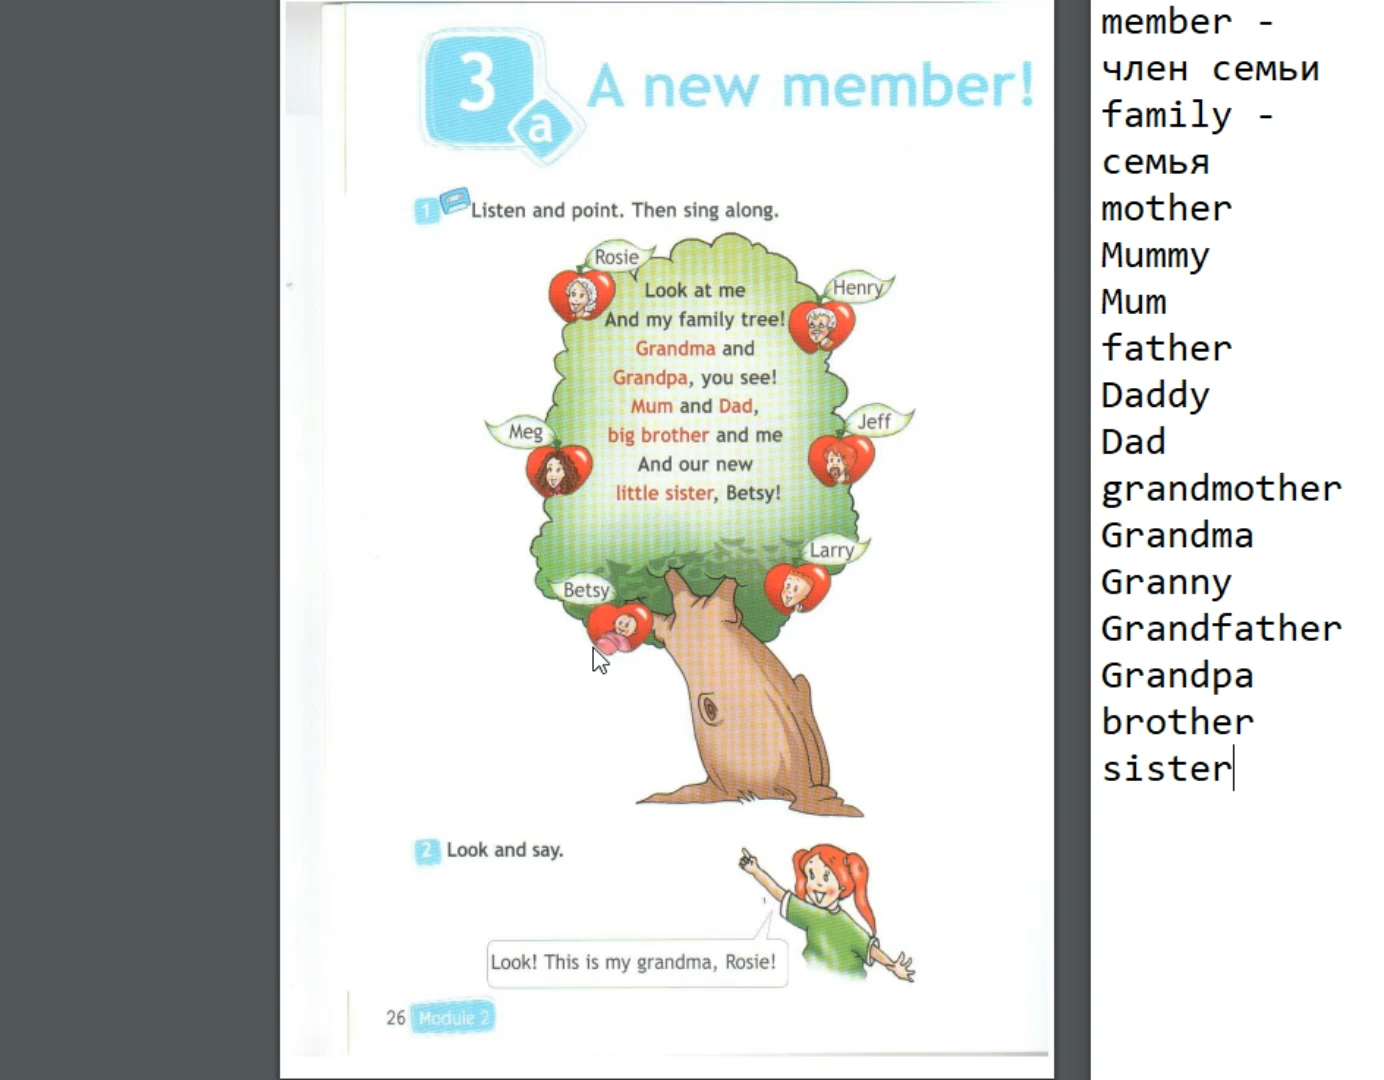 3
a
A new member!
1 Listen and point. Then sing along.
Rosie
Henry
Look at me
And my family tree!
Grandma and
Grandpa, you see!
Mum and Dad,
big brother and me
And our new
little sister, Betsy!
Meg
Jeff
Larry
Betsy
2 Look and say.
Look! This is my grandma, Rosie!
26 Module 2
member -
член семьи
family -
семья
mother
Mummy
Mum
father
Daddy
Dad
grandmother
Grandma
Granny
Grandfather
Grandpa
brother
sister